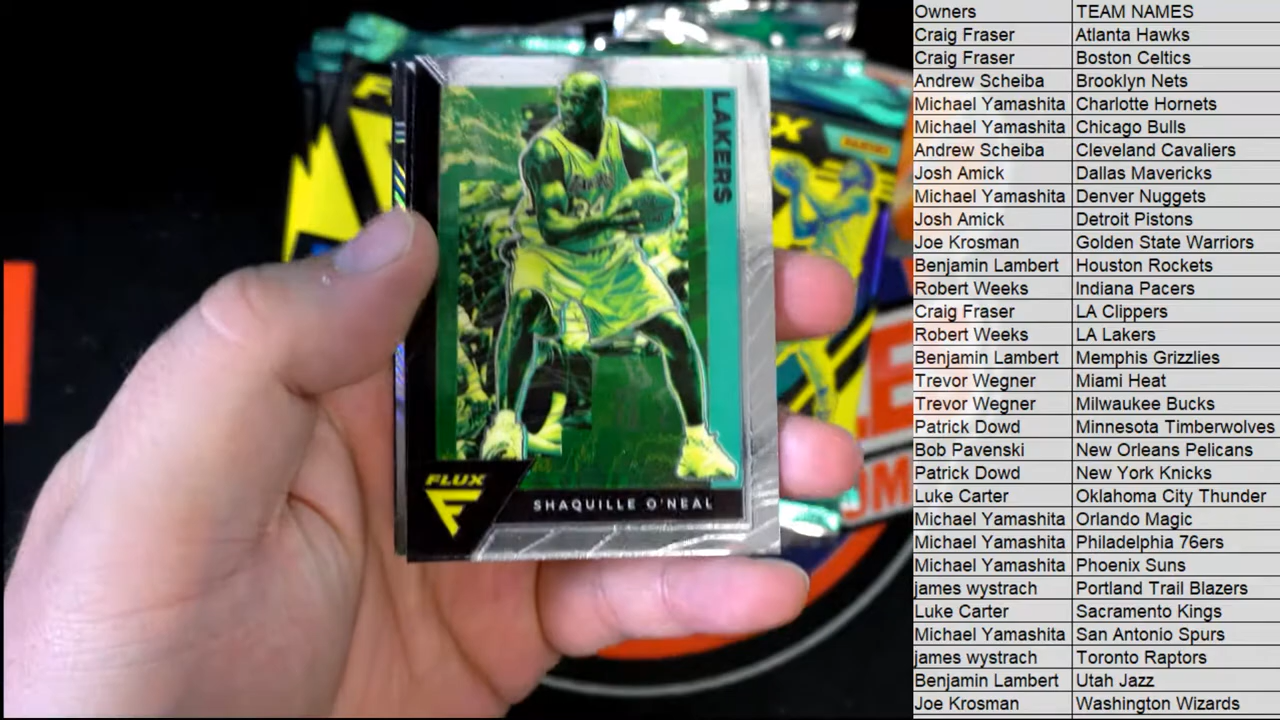 LAKERS
34
FLUX
SHAQUILLE O'NEAL
PANINI
Owners TEAM NAMES
Craig Fraser Atlanta Hawks
Craig Fraser Boston Celtics
Andrew Scheiba Brooklyn Nets
Michael Yamashita Charlotte Hornets
Michael Yamashita Chicago Bulls
Andrew Scheiba Cleveland Cavaliers
Josh Amick Dallas Mavericks
Michael Yamashita Denver Nuggets
Josh Amick Detroit Pistons
Joe Krosman Golden State Warriors
Benjamin Lambert Houston Rockets
Robert Weeks Indiana Pacers
Craig Fraser LA Clippers
Robert Weeks LA Lakers
Benjamin Lambert Memphis Grizzlies
Trevor Wegner Miami Heat
Trevor Wegner Milwaukee Bucks
Patrick Dowd Minnesota Timberwolves
Bob Pavenski New Orleans Pelicans
Patrick Dowd New York Knicks
Luke Carter Oklahoma City Thunder
Michael Yamashita Orlando Magic
Michael Yamashita Philadelphia 76ers
Michael Yamashita Phoenix Suns
james wystrach Portland Trail Blazers
Luke Carter Sacramento Kings
Michael Yamashita San Antonio Spurs
james wystrach Toronto Raptors
Benjamin Lambert Utah Jazz
Joe Krosman Washington Wizards